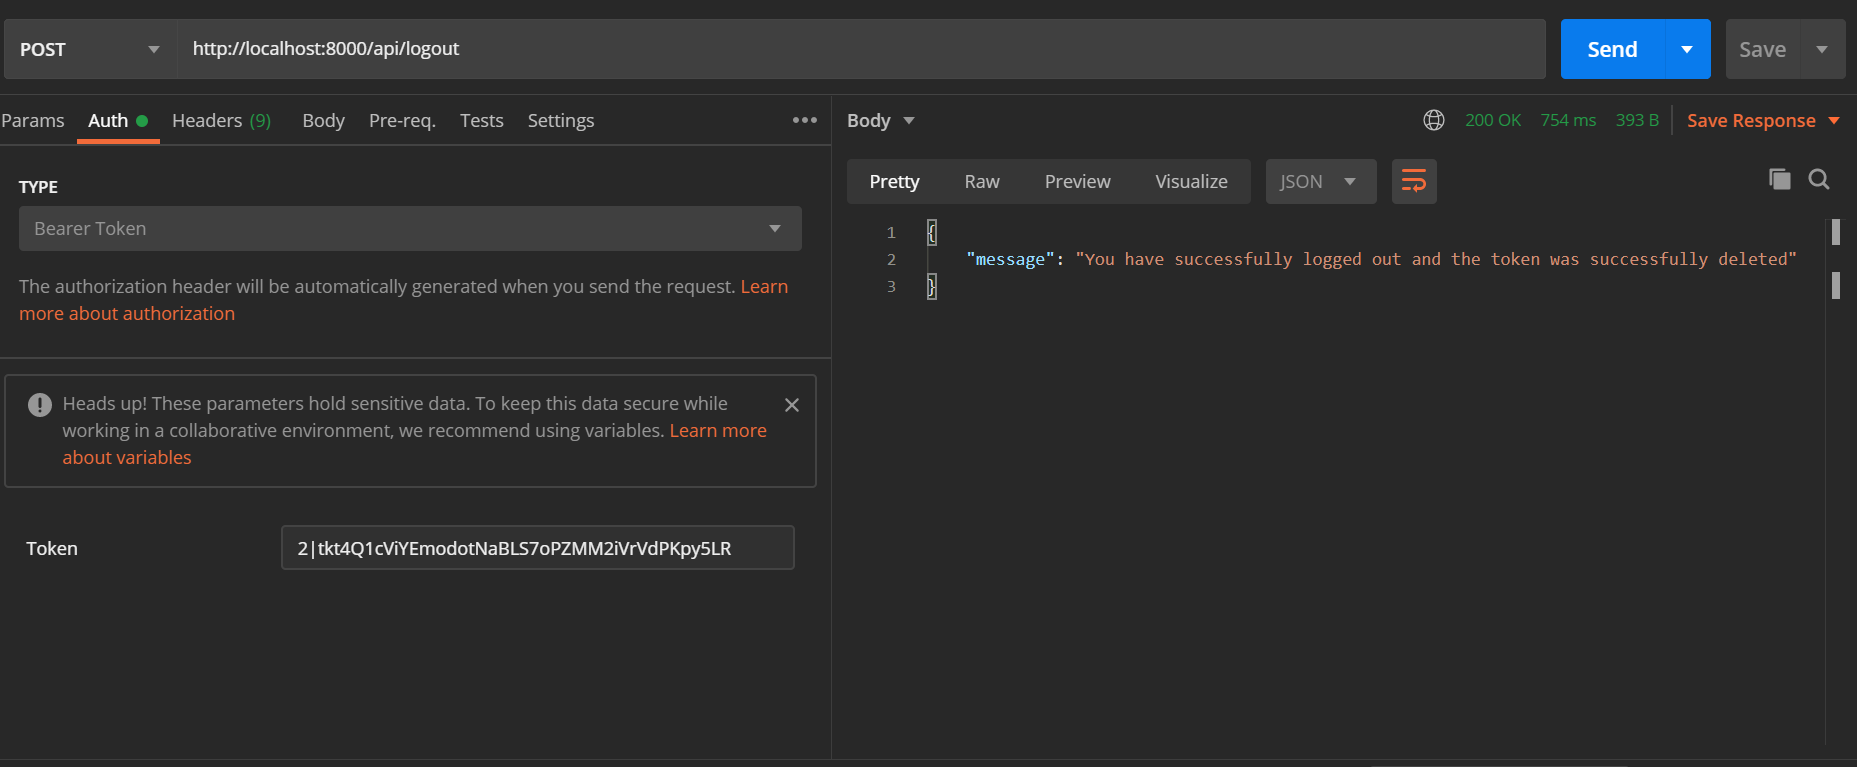 POST http://localhost:8000/api/logout Send Save
Params Auth Headers (9) Body Pre-req. Tests Settings •••
TYPE
Bearer Token
The authorization header will be automatically generated when you send the request. Learn
more about authorization
Heads up! These parameters hold sensitive data. To keep this data secure while
working in a collaborative environment, we recommend using variables. Learn more
about variables
Token 2|tkt4Q1cViYEmodotNaBLS7oPZMM2iVrVdPKpy5LR
Body 200 OK 754 ms 393 B Save Response
Pretty Raw Preview Visualize JSON
1 {
2 "message": "You have successfully logged out and the token was successfully deleted"
3 }